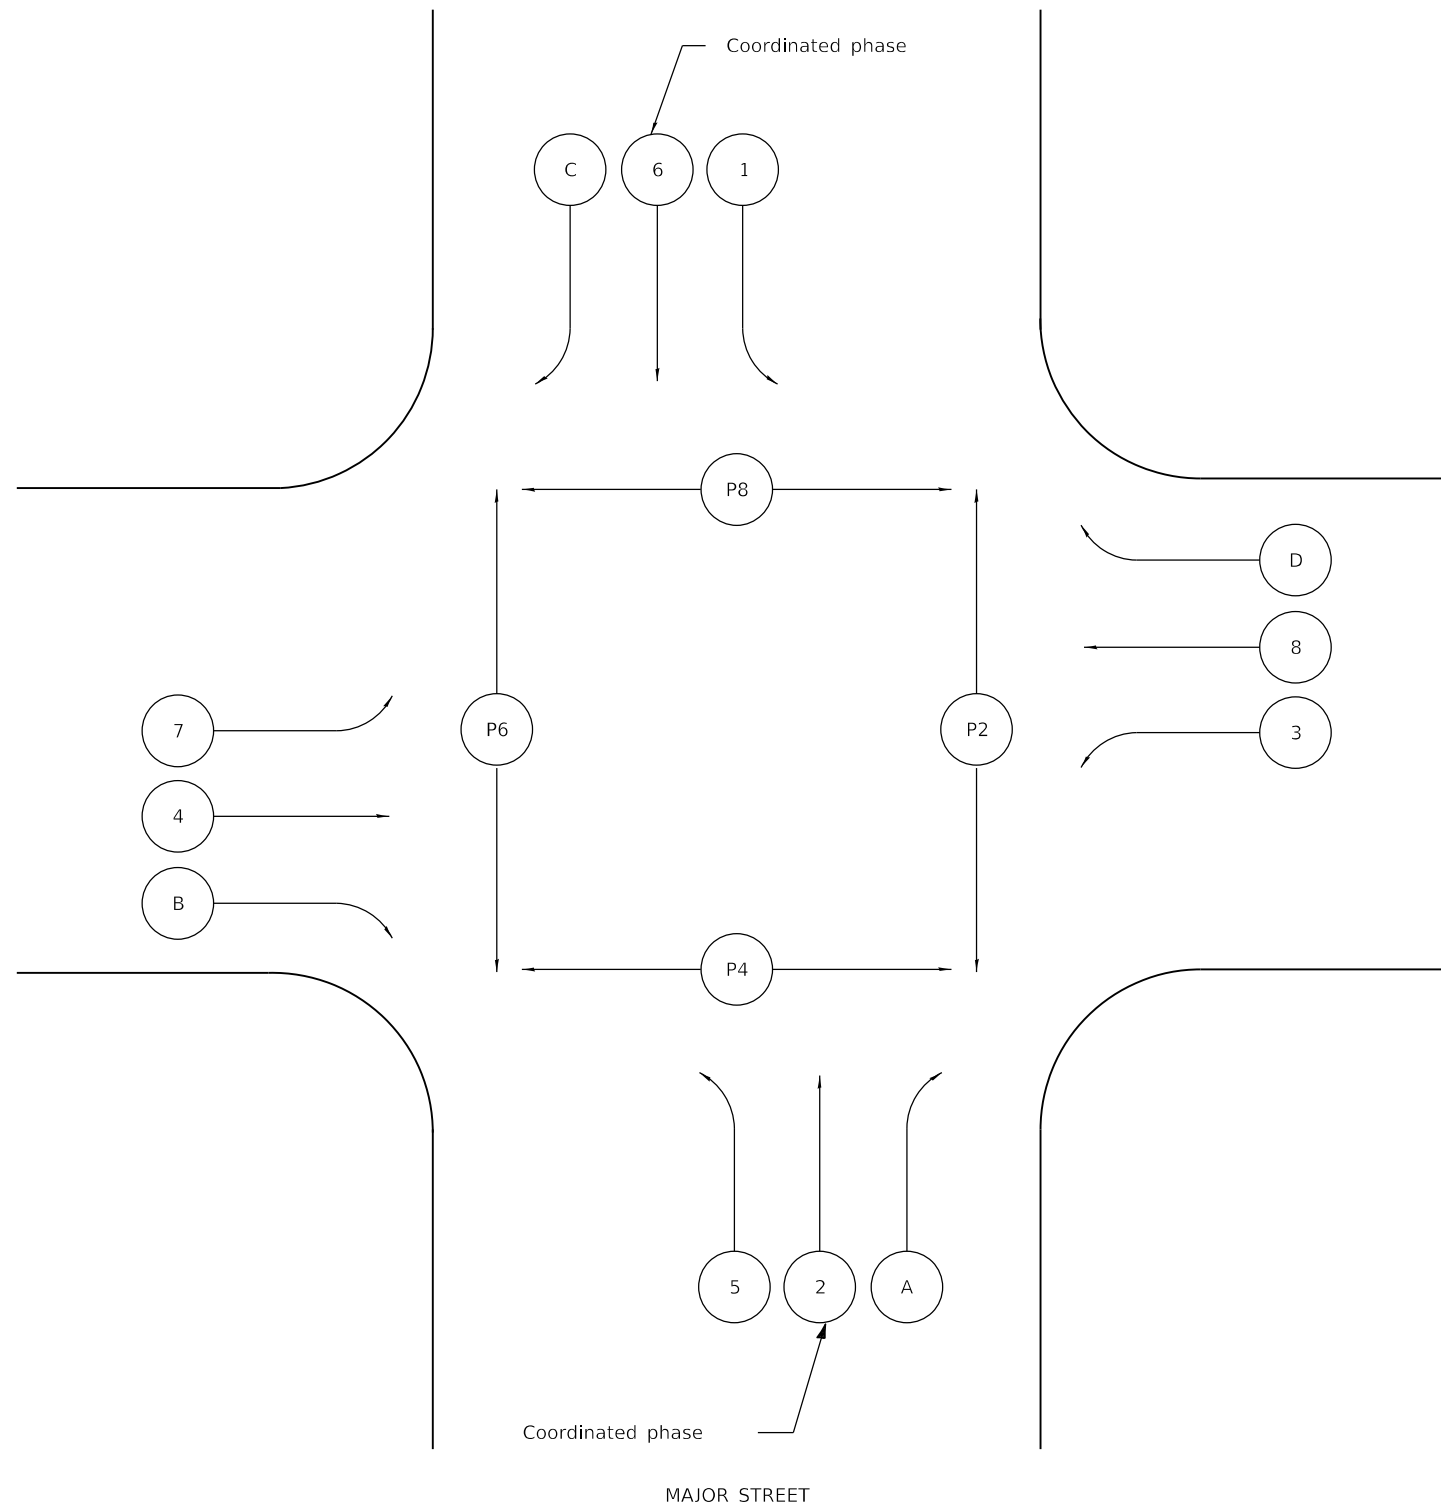 Coordinated phase
C 6 1
P8
D
8
7 P6 P2 3
4
B
P4
5 2 A
Coordinated phase
MAJOR STREET